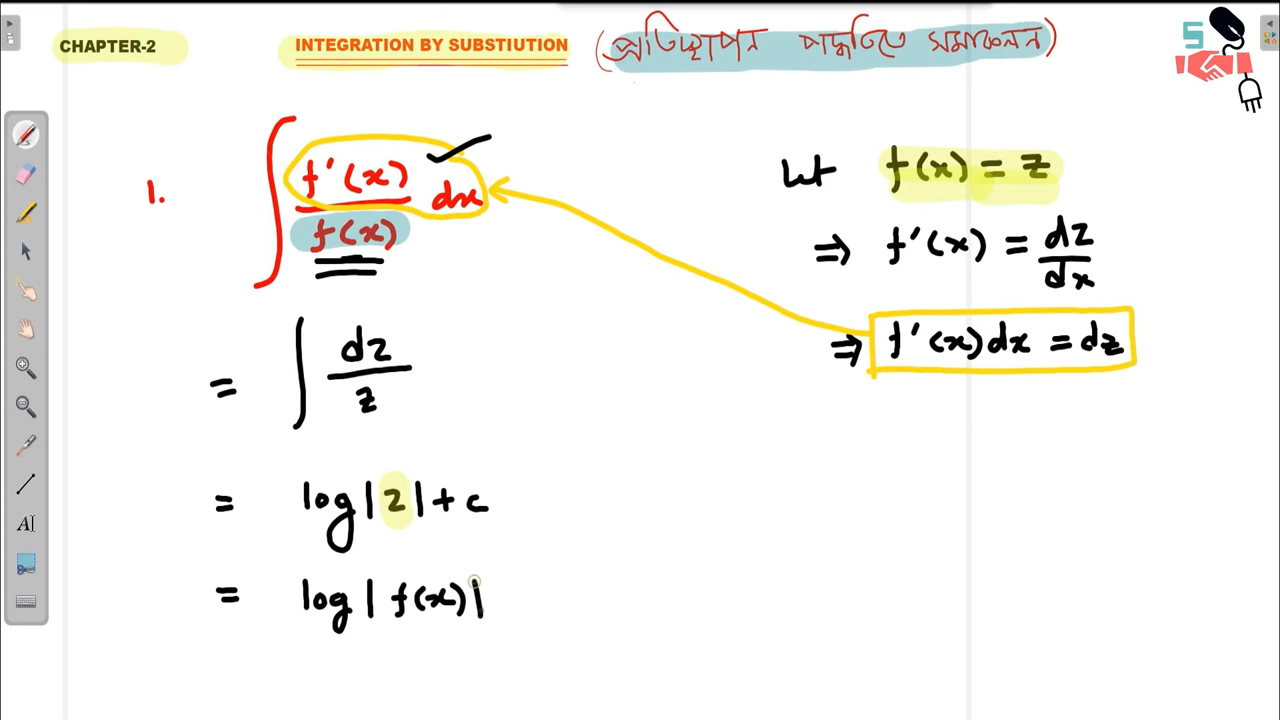 CHAPTER-2
INTEGRATION BY SUBSTIUTION (প্রতিস্থাপন পদ্ধতিতে সমাকলন)
S
1. ∫ f'(x)/f(x) dx
= ∫ dz/z
= log|z| + c
= log| f(x)|
Let f(x) = z
⇒ f'(x) = dz/dx
⇒ f'(x)dx = dz
AI